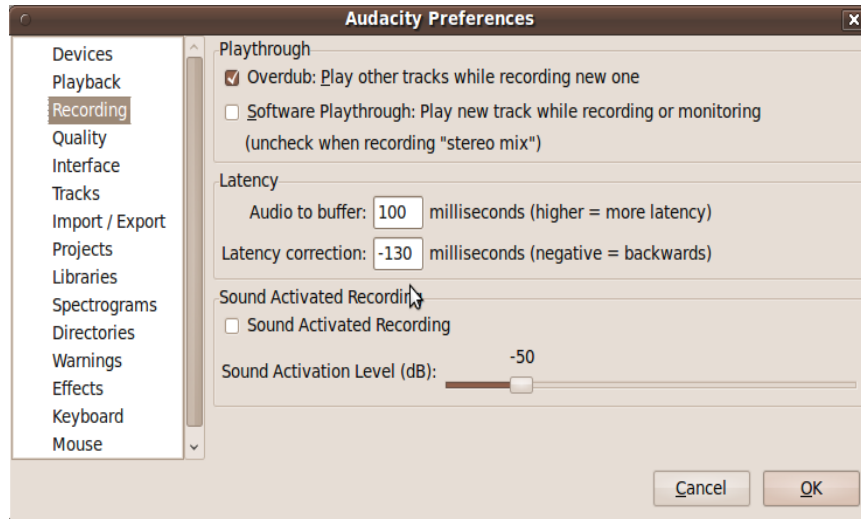 Audacity Preferences
Devices
Playback
Recording
Quality
Interface
Tracks
Import / Export
Projects
Libraries
Spectrograms
Directories
Warnings
Effects
Keyboard
Mouse
Playthrough
Overdub: Play other tracks while recording new one
Software Playthrough: Play new track while recording or monitoring
(uncheck when recording "stereo mix")
Latency
Audio to buffer: 100 milliseconds (higher = more latency)
Latency correction: -130 milliseconds (negative = backwards)
Sound Activated Recording
Sound Activated Recording
-50
Sound Activation Level (dB):
Cancel OK